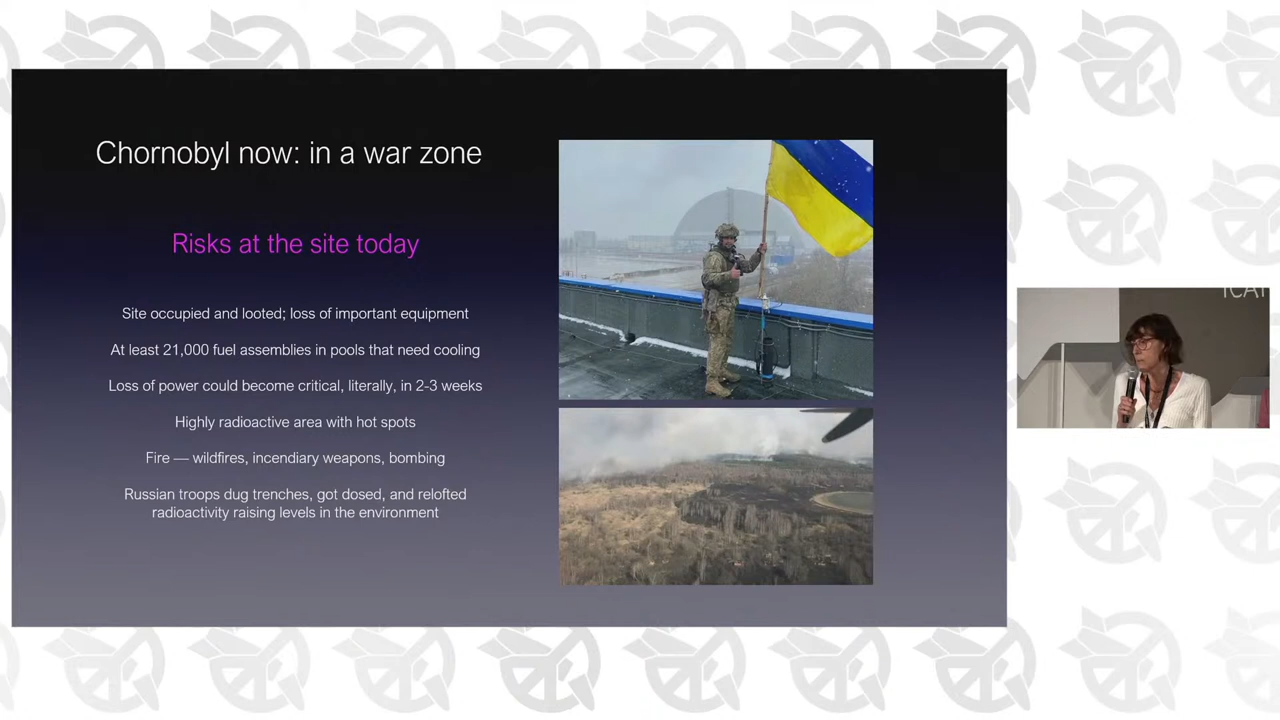 Chornobyl now: in a war zone
Risks at the site today
Site occupied and looted; loss of important equipment
At least 21,000 fuel assemblies in pools that need cooling
Loss of power could become critical, literally, in 2-3 weeks
Highly radioactive area with hot spots
Fire — wildfires, incendiary weapons, bombing
Russian troops dug trenches, got dosed, and relofted
radioactivity raising levels in the environment